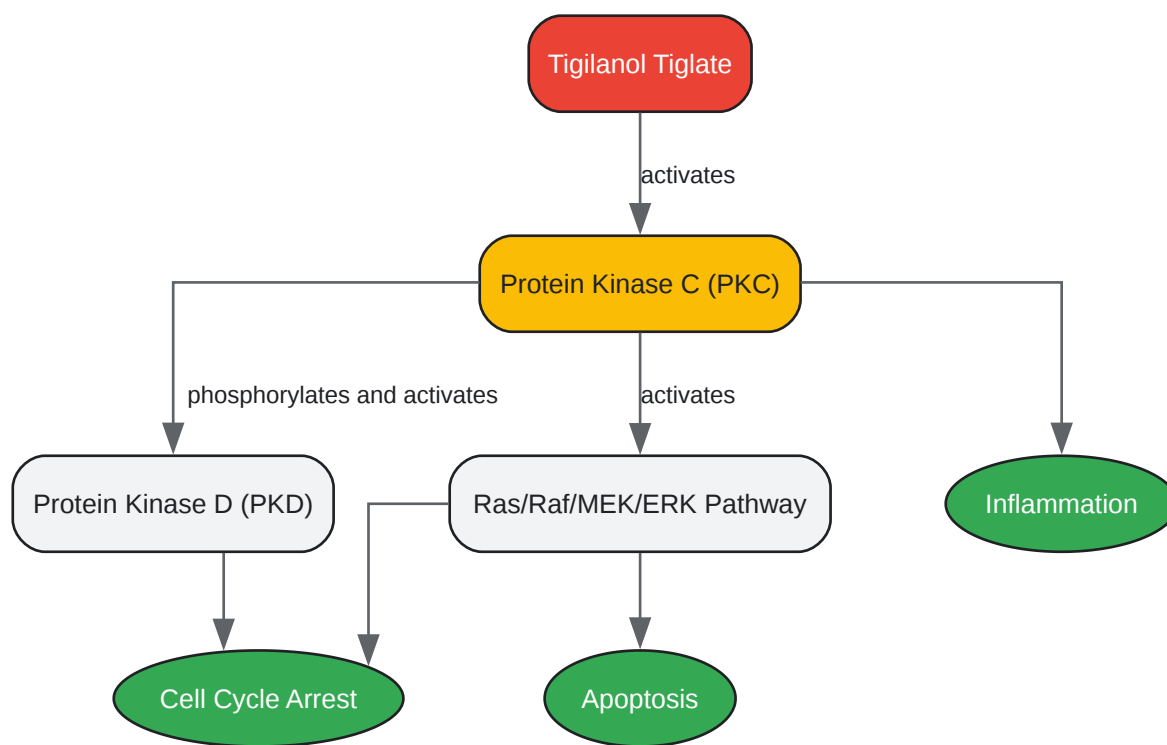 Tigilanol Tiglate
activates
Protein Kinase C (PKC)
phosphorylates and activates
activates
Protein Kinase D (PKD)
Ras/Raf/MEK/ERK Pathway
Inflammation
Cell Cycle Arrest
Apoptosis